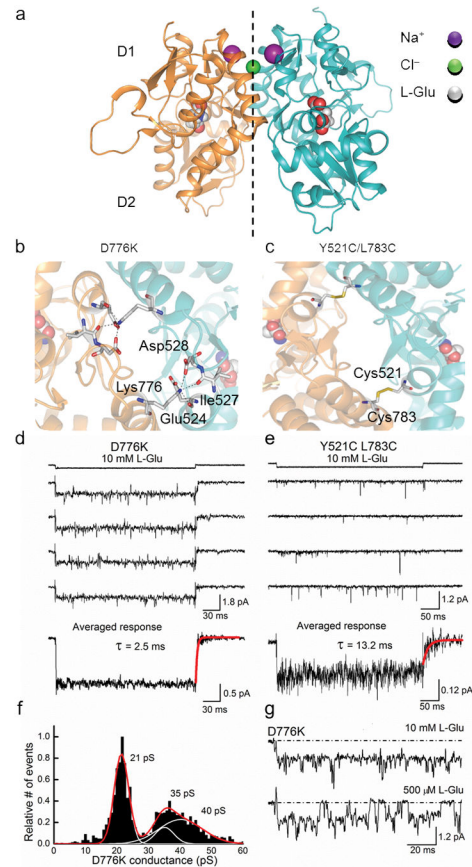 a
D1
D2
Na⁺
Cl⁻
L-Glu
b
D776K
Asp528
Lys776
Ile527
Glu524
c
Y521C/L783C
Cys521
Cys783
d
D776K
10 mM L-Glu
1.8 pA
30 ms
Averaged response
τ = 2.5 ms
0.5 pA
30 ms
e
Y521C L783C
10 mM L-Glu
1.2 pA
50 ms
Averaged response
τ = 13.2 ms
0.12 pA
50 ms
f
Relative # of events
1.0
0.8
0.6
0.4
0.2
0.0
21 pS
35 pS
40 pS
0 10 20 30 40 50 60
D776K conductance (pS)
g
D776K
10 mM L-Glu
500 µM L-Glu
1.2 pA
20 ms